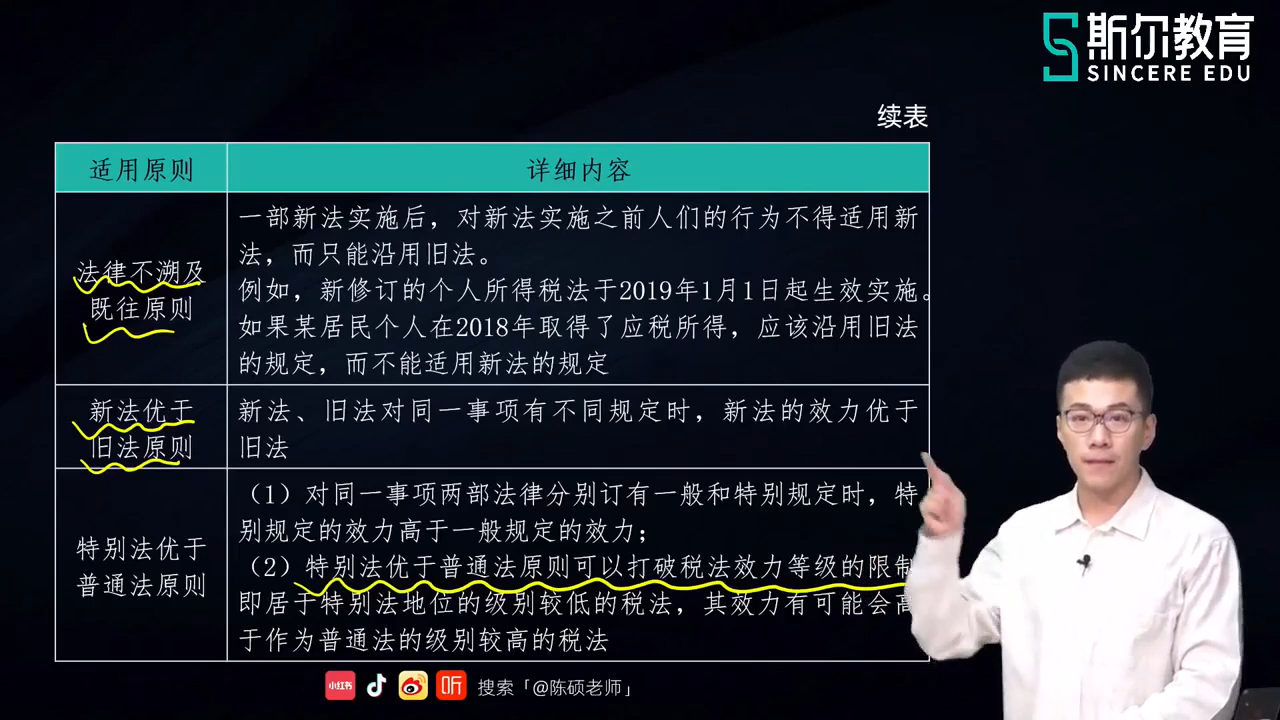 斯尔教育
SINCERE EDU
续表
适用原则
详细内容
法律不溯及
既往原则
一部新法实施后，对新法实施之前人们的行为不得适用新
法，而只能沿用旧法。
例如，新修订的个人所得税法于2019年1月1日起生效实施。
如果某居民个人在2018年取得了应税所得，应该沿用旧法
的规定，而不能适用新法的规定
新法优于
旧法原则
新法、旧法对同一事项有不同规定时，新法的效力优于
旧法
特别法优于
普通法原则
（1）对同一事项两部法律分别订有一般和特别规定时，特
别规定的效力高于一般规定的效力；
（2）特别法优于普通法原则可以打破税法效力等级的限制
即居于特别法地位的级别较低的税法，其效力有可能会高
于作为普通法的级别较高的税法
小红书
听
搜索「@陈硕老师」